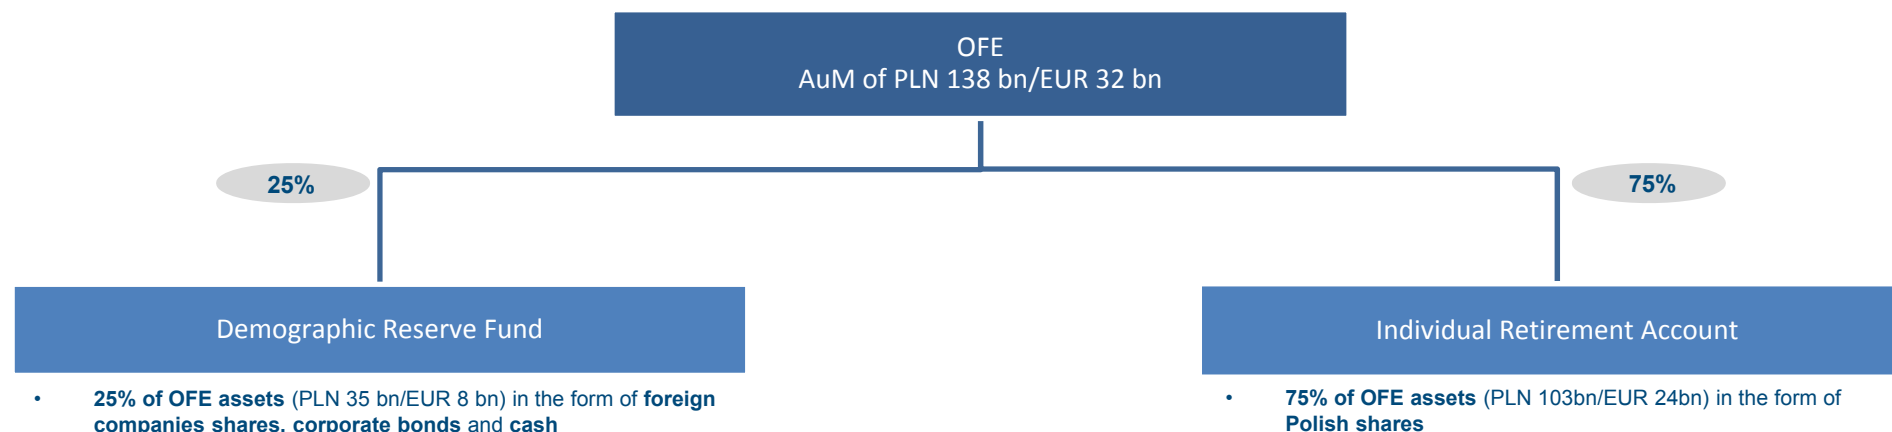 OFE
AuM of PLN 138 bn/EUR 32 bn
25%
75%
Demographic Reserve Fund
Individual Retirement Account
• 25% of OFE assets (PLN 35 bn/EUR 8 bn) in the form of foreign
companies shares, corporate bonds and cash
• 75% of OFE assets (PLN 103bn/EUR 24bn) in the form of
Polish shares